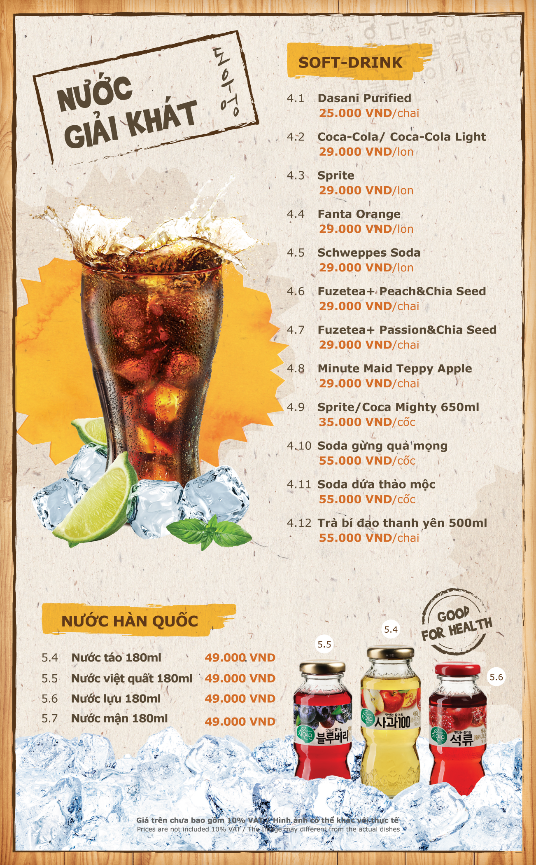 NƯỚC
GIẢI KHÁT
도우엉
SOFT-DRINK
4.1 Dasani Purified
25.000 VND/chai
4.2 Coca-Cola/ Coca-Cola Light
29.000 VND/lon
4.3 Sprite
29.000 VND/lon
4.4 Fanta Orange
29.000 VND/lon
4.5 Schweppes Soda
29.000 VND/lon
4.6 Fuzetea+ Peach&Chia Seed
29.000 VND/chai
4.7 Fuzetea+ Passion&Chia Seed
29.000 VND/chai
4.8 Minute Maid Teppy Apple
29.000 VND/chai
4.9 Sprite/Coca Mighty 650ml
35.000 VND/cốc
4.10 Soda gừng quả mọng
55.000 VND/cốc
4.11 Soda dứa thảo mộc
55.000 VND/cốc
4.12 Trà bí đao thanh yên 500ml
55.000 VND/chai
NƯỚC HÀN QUỐC
5.4 Nước táo 180ml 49.000 VND
5.5 Nước việt quất 180ml 49.000 VND
5.6 Nước lựu 180ml 49.000 VND
5.7 Nước mận 180ml 49.000 VND
GOOD
FOR HEALTH
5.5
5.4
5.6
블루베리
사과100
석류
Giá trên chưa bao gồm 10% VAT / Hình ảnh có thể khác với thực tế
Prices are not included 10% VAT / The image may different from the actual dishes